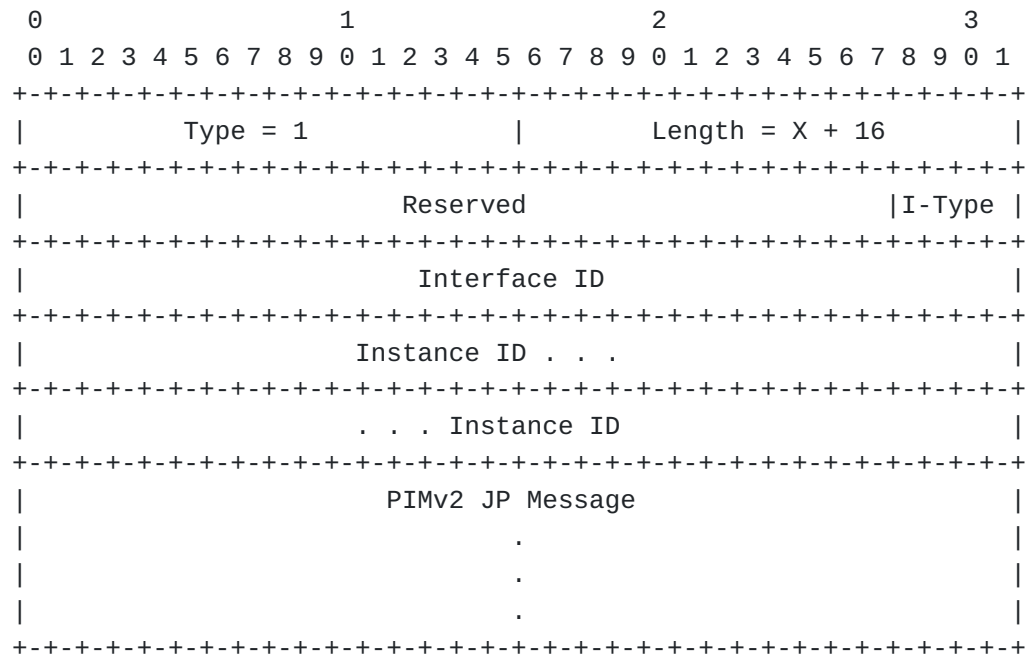 0                   1                   2                   3
 0 1 2 3 4 5 6 7 8 9 0 1 2 3 4 5 6 7 8 9 0 1 2 3 4 5 6 7 8 9 0 1
+-+-+-+-+-+-+-+-+-+-+-+-+-+-+-+-+-+-+-+-+-+-+-+-+-+-+-+-+-+-+-+-+
|          Type = 1             |        Length = X + 16        |
+-+-+-+-+-+-+-+-+-+-+-+-+-+-+-+-+-+-+-+-+-+-+-+-+-+-+-+-+-+-+-+-+
|                        Reserved                       |I-Type |
+-+-+-+-+-+-+-+-+-+-+-+-+-+-+-+-+-+-+-+-+-+-+-+-+-+-+-+-+-+-+-+-+
|                         Interface ID                          |
+-+-+-+-+-+-+-+-+-+-+-+-+-+-+-+-+-+-+-+-+-+-+-+-+-+-+-+-+-+-+-+-+
|                     Instance ID . . .                         |
+-+-+-+-+-+-+-+-+-+-+-+-+-+-+-+-+-+-+-+-+-+-+-+-+-+-+-+-+-+-+-+-+
|                     . . . Instance ID                         |
+-+-+-+-+-+-+-+-+-+-+-+-+-+-+-+-+-+-+-+-+-+-+-+-+-+-+-+-+-+-+-+-+
|                       PIMv2 JP Message                        |
|                               .                               |
|                               .                               |
|                               .                               |
+-+-+-+-+-+-+-+-+-+-+-+-+-+-+-+-+-+-+-+-+-+-+-+-+-+-+-+-+-+-+-+-+